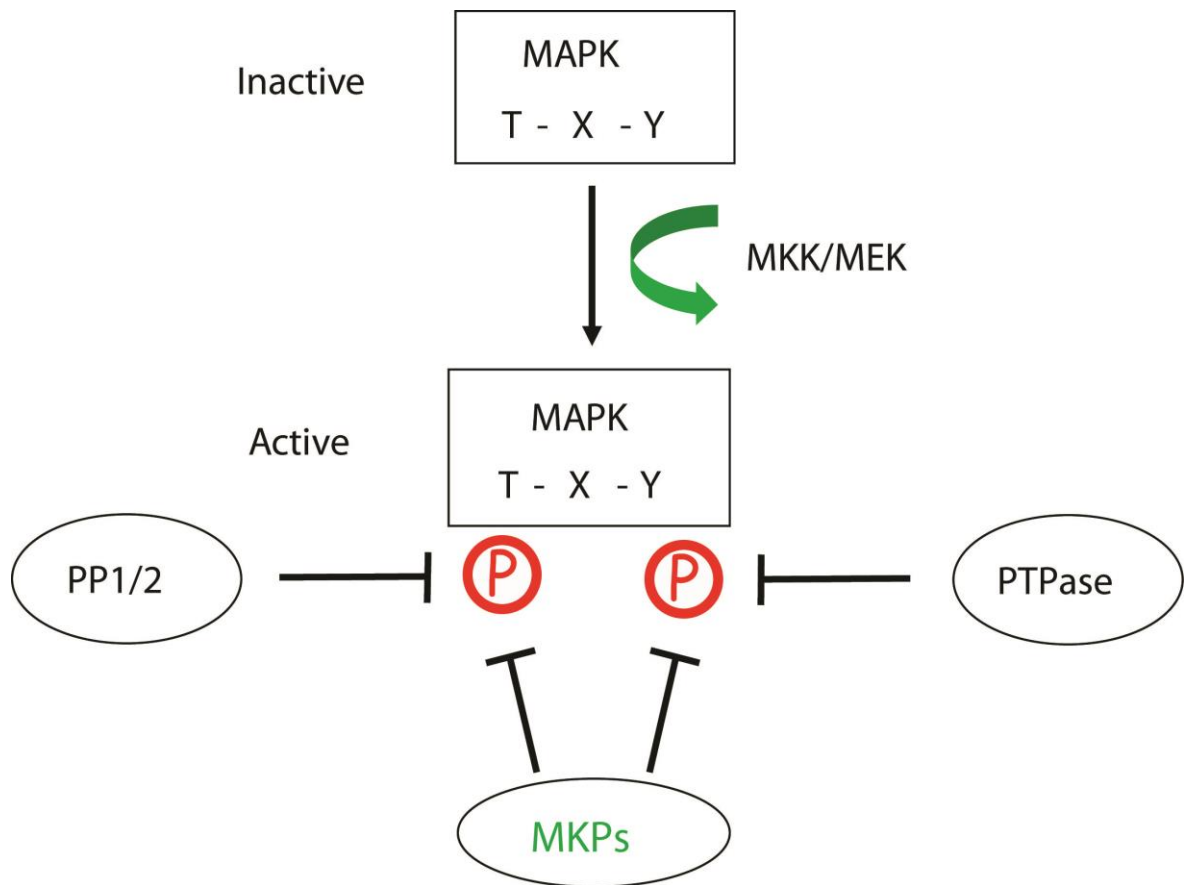 MAPK
Inactive
T - X - Y
MKK/MEK
MAPK
Active
T - X - Y
P
P
PP1/2
PTPase
MKPs